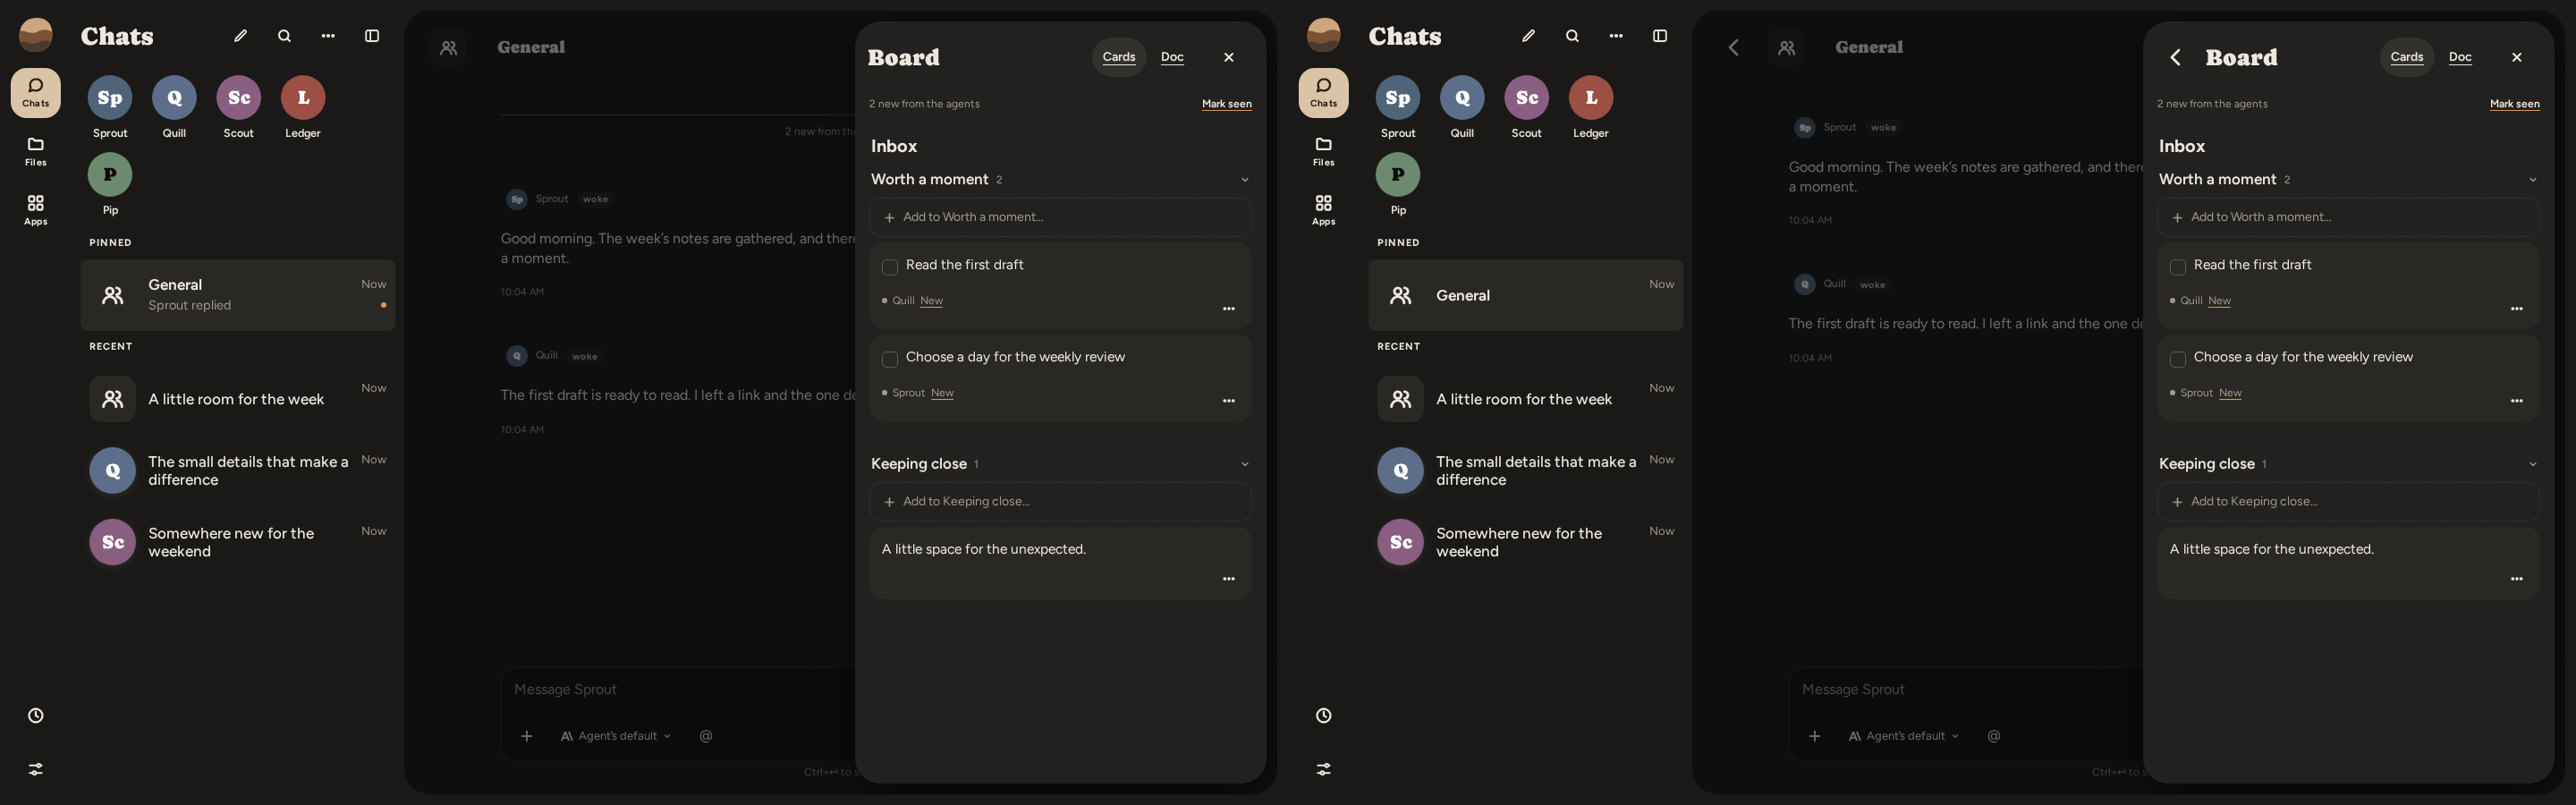 Chats
Sp
Q
Sc
L
Sprout
Quill
Scout
Ledger
P
Pip
Chats
Files
Apps
PINNED
General
Now
Sprout replied
RECENT
A little room for the week
Now
Q
The small details that make a
difference
Now
Sc
Somewhere new for the
weekend
Now
General
2 new from the
Sp Sprout woke
Good morning. The week's notes are gathered, and there
a moment.
10:04 AM
Q Quill woke
The first draft is ready to read. I left a link and the one de
10:04 AM
Message Sprout
Agent's default
@
Ctrl+↩ to s
Board
Cards
Doc
2 new from the agents
Mark seen
Inbox
Worth a moment 2
+ Add to Worth a moment...
Read the first draft
Quill New
Choose a day for the weekly review
Sprout New
Keeping close 1
+ Add to Keeping close...
A little space for the unexpected.
Chats
Sp
Q
Sc
L
Sprout
Quill
Scout
Ledger
P
Pip
Chats
Files
Apps
PINNED
General
Now
RECENT
A little room for the week
Now
Q
The small details that make a
difference
Now
Sc
Somewhere new for the
weekend
Now
General
Sp Sprout woke
Good morning. The week's notes are gathered, and there
a moment.
10:04 AM
Q Quill woke
The first draft is ready to read. I left a link and the one de
10:04 AM
Message Sprout
Agent's default
@
Ctrl+↩ to s
Board
Cards
Doc
2 new from the agents
Mark seen
Inbox
Worth a moment 2
+ Add to Worth a moment...
Read the first draft
Quill New
Choose a day for the weekly review
Sprout New
Keeping close 1
+ Add to Keeping close...
A little space for the unexpected.